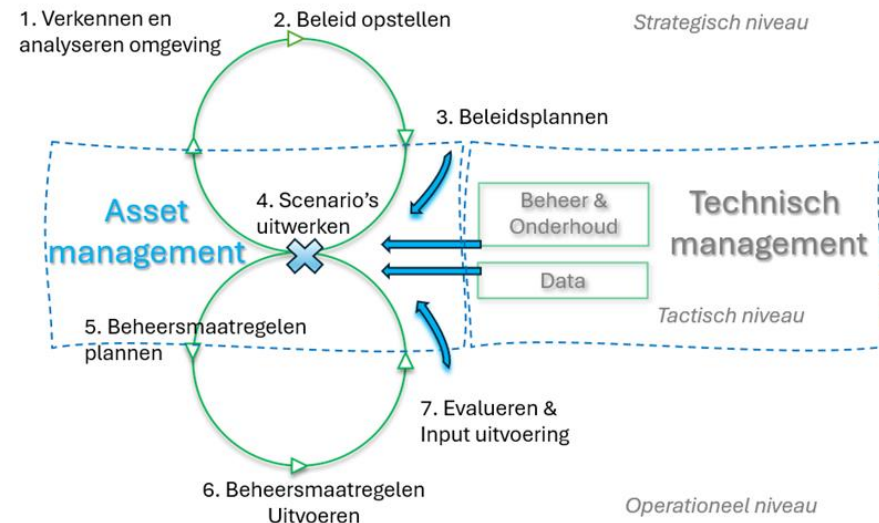 1. Verkennen en
analyseren omgeving
2. Beleid opstellen
Strategisch niveau
3. Beleidsplannen
4. Scenario's
uitwerken
Asset
management
Beheer &
Onderhoud
Data
Technisch
management
Tactisch niveau
5. Beheersmaatregelen
plannen
7. Evalueren &
Input uitvoering
6. Beheersmaatregelen
Uitvoeren
Operationeel niveau